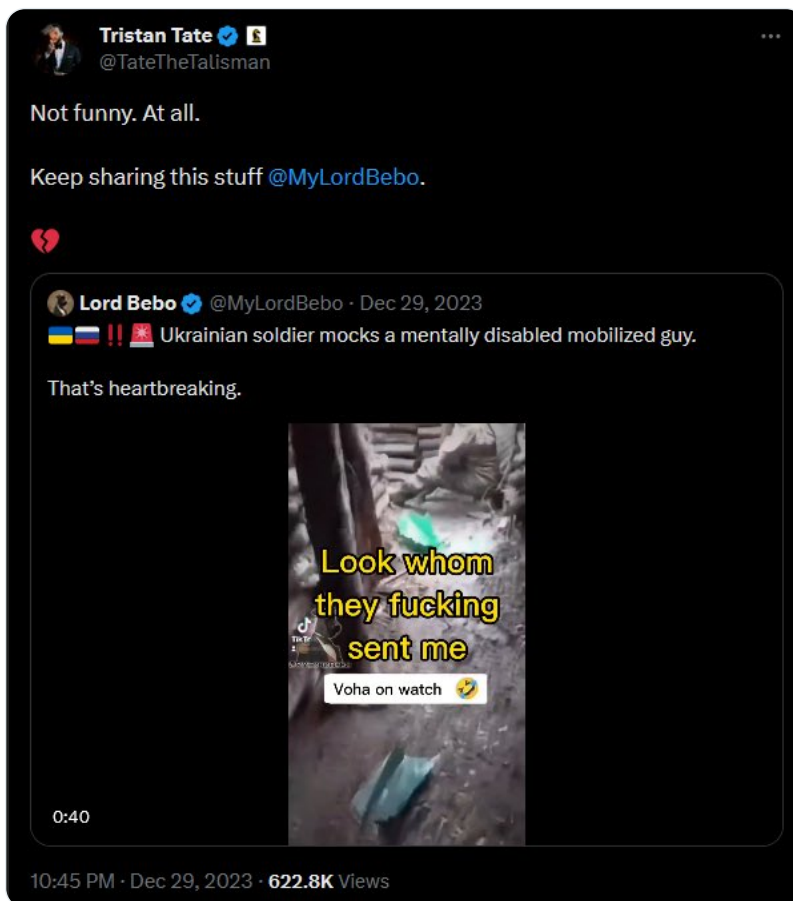 Tristan Tate
@TateTheTalisman
Not funny. At all.
Keep sharing this stuff @MyLordBebo.
Lord Bebo @MyLordBebo · Dec 29, 2023
🇺🇦🇷🇺‼️🚨 Ukrainian soldier mocks a mentally disabled mobilized guy.
That’s heartbreaking.
Look whom
they fucking
sent me
TikTok
Voha on watch 🤣
0:40
10:45 PM · Dec 29, 2023 · 622.8K Views